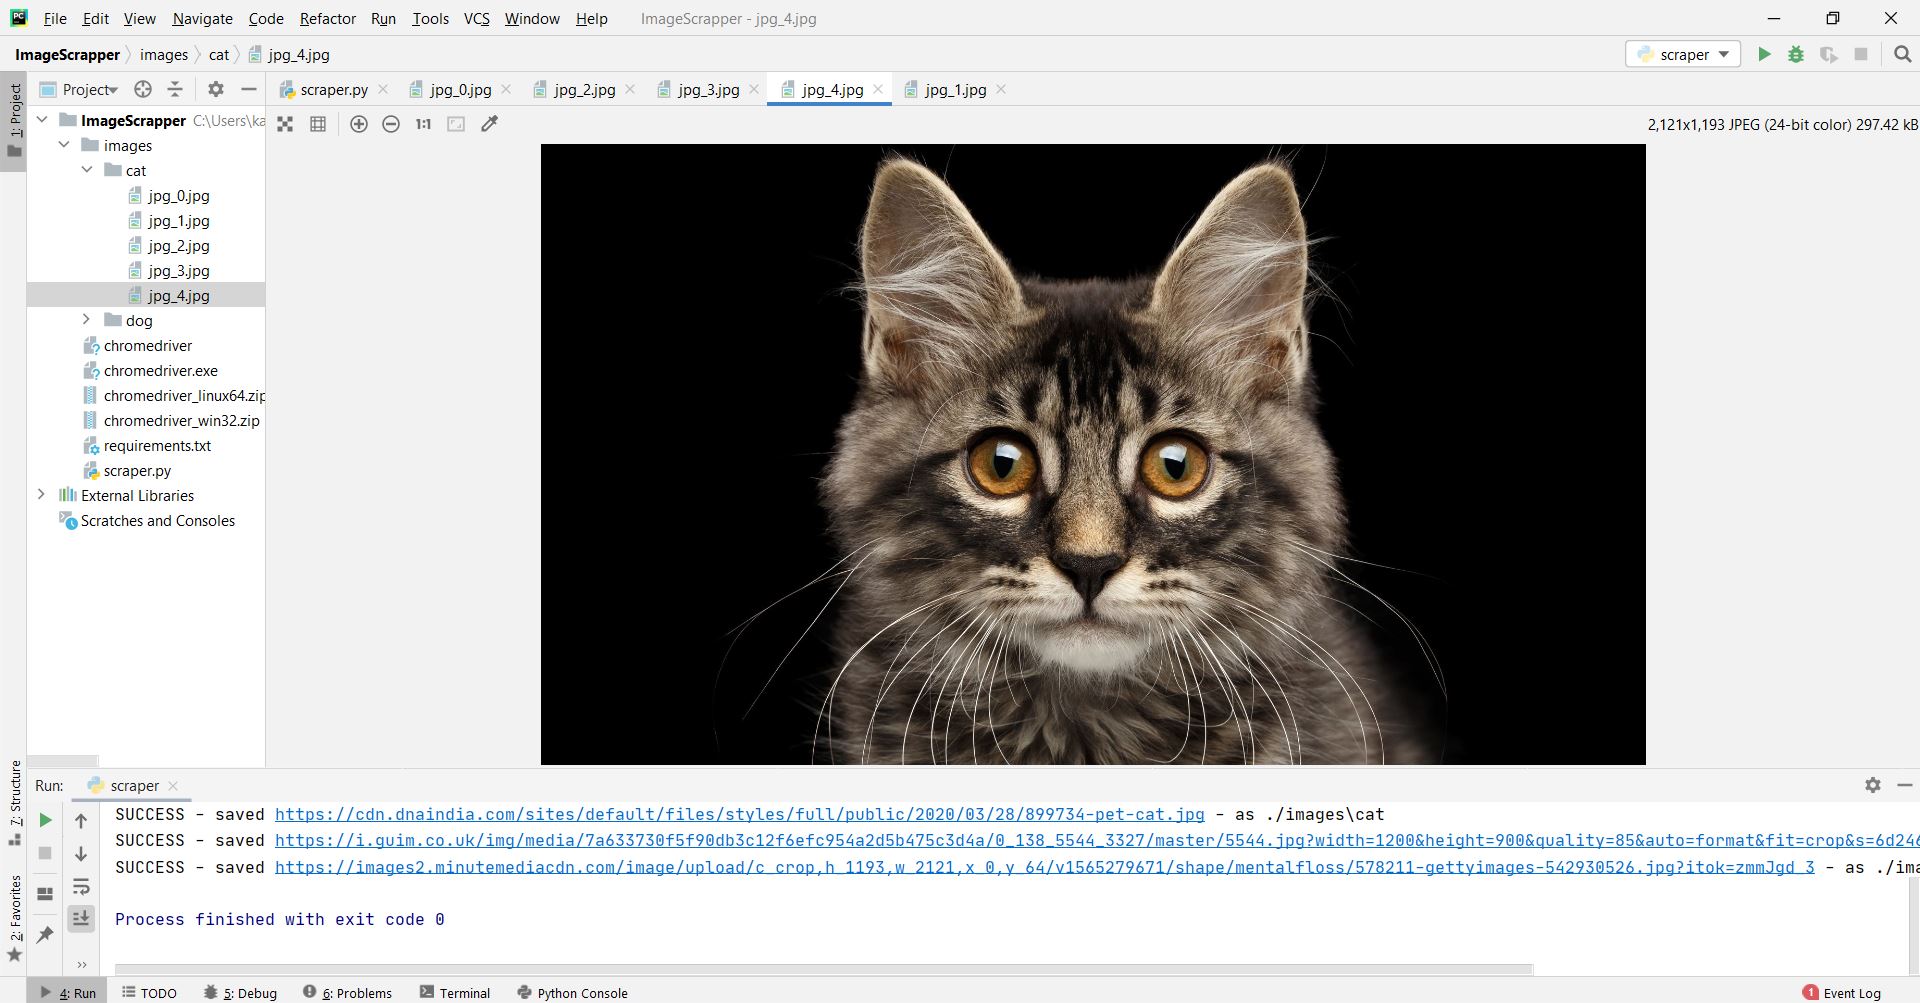 PC File Edit View Navigate Code Refactor Run Tools VCS Window Help ImageScrapper - jpg_4.jpg
ImageScrapper images cat jpg_4.jpg scraper
Project scraper.py jpg_0.jpg jpg_2.jpg jpg_3.jpg jpg_4.jpg jpg_1.jpg
1: Project
ImageScrapper C:\Users\ka
1:1 2,121x1,193 JPEG (24-bit color) 297.42 kB
images
cat
jpg_0.jpg
jpg_1.jpg
jpg_2.jpg
jpg_3.jpg
jpg_4.jpg
dog
chromedriver
chromedriver.exe
chromedriver_linux64.zip
chromedriver_win32.zip
requirements.txt
scraper.py
External Libraries
Scratches and Consoles
7: Structure
2: Favorites
Run: scraper
SUCCESS - saved https://cdn.dnaindia.com/sites/default/files/styles/full/public/2020/03/28/899734-pet-cat.jpg - as ./images\cat
SUCCESS - saved https://i.guim.co.uk/img/media/7a633730f5f90db3c12f6efc954a2d5b475c3d4a/0_138_5544_3327/master/5544.jpg?width=1200&height=900&quality=85&auto=format&fit=crop&s=6d246
SUCCESS - saved https://images2.minutemediacdn.com/image/upload/c_crop,h_1193,w_2121,x_0,y_64/v1565279671/shape/mentalfloss/578211-gettyimages-542930526.jpg?itok=zmmJgd_3 - as ./ima
Process finished with exit code 0
4: Run TODO 5: Debug 6: Problems Terminal Python Console 1 Event Log